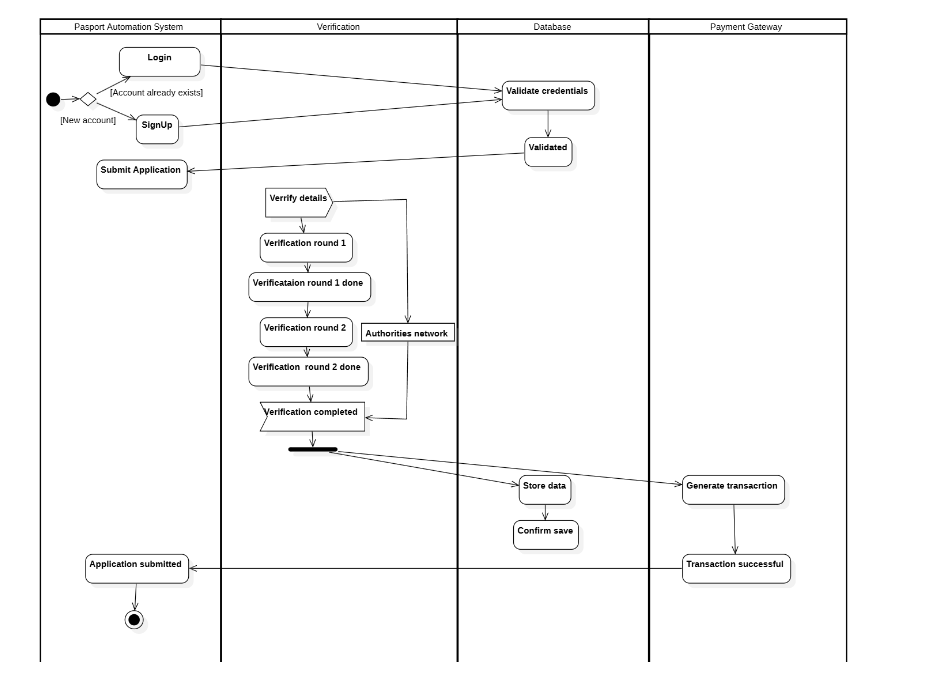 Pasport Automation System
Verification
Database
Payment Gateway
Login
[Account already exists]
Validate credentials
[New account]
SignUp
Validated
Submit Application
Verrify details
Verification round 1
Verificataion round 1 done
Verification round 2
Authorities network
Verification  round 2 done
Verification completed
Store data
Generate transacrtion
Confirm save
Application submitted
Transaction successful